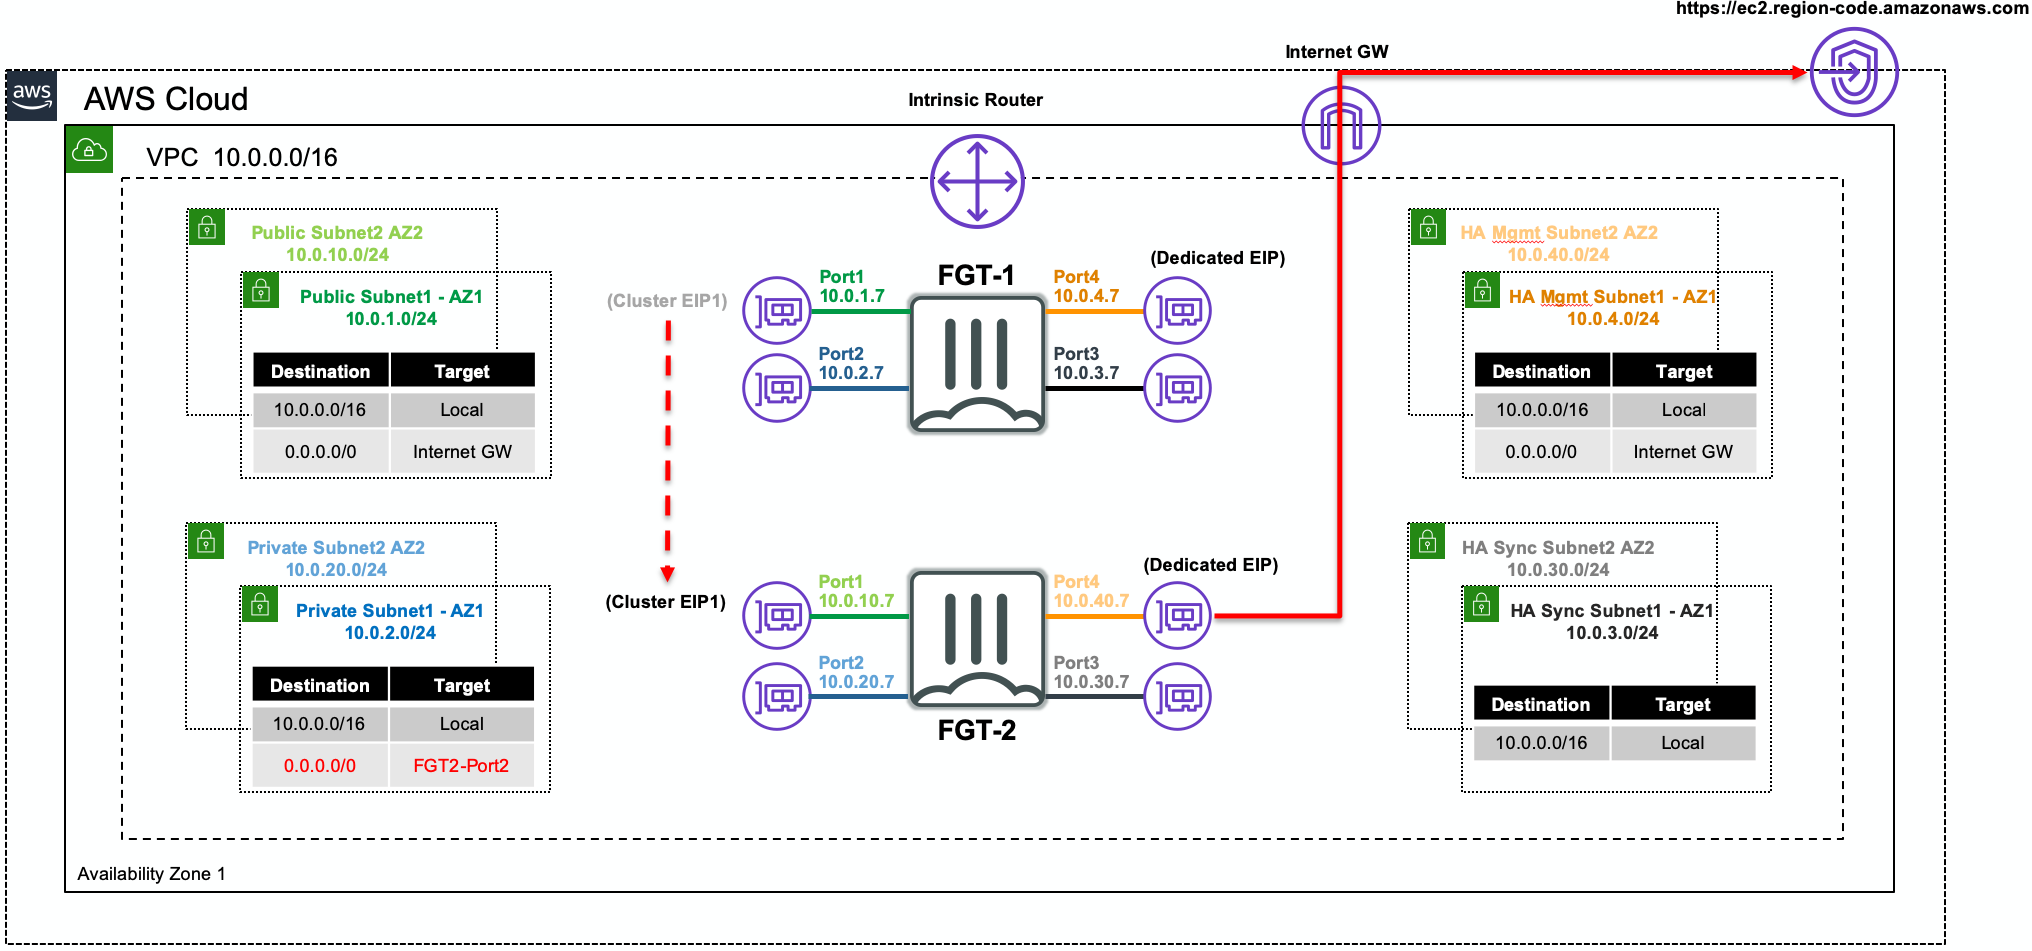 https://ec2.region-code.amazonaws.com
Internet GW
aws
AWS Cloud
Intrinsic Router
VPC 10.0.0.0/16
Public Subnet2 AZ2
10.0.10.0/24
Public Subnet1 - AZ1
10.0.1.0/24
Destination Target
10.0.0.0/16 Local
0.0.0.0/0 Internet GW
Private Subnet2 AZ2
10.0.20.0/24
Private Subnet1 - AZ1
10.0.2.0/24
Destination Target
10.0.0.0/16 Local
0.0.0.0/0 FGT2-Port2
(Cluster EIP1)
Port1
10.0.1.7
Port2
10.0.2.7
FGT-1
Port4
10.0.4.7
Port3
10.0.3.7
(Dedicated EIP)
(Cluster EIP1)
Port1
10.0.10.7
Port2
10.0.20.7
FGT-2
Port4
10.0.40.7
Port3
10.0.30.7
(Dedicated EIP)
HA Mgmt Subnet2 AZ2
10.0.40.0/24
HA Mgmt Subnet1 - AZ1
10.0.4.0/24
Destination Target
10.0.0.0/16 Local
0.0.0.0/0 Internet GW
HA Sync Subnet2 AZ2
10.0.30.0/24
HA Sync Subnet1 - AZ1
10.0.3.0/24
Destination Target
10.0.0.0/16 Local
Availability Zone 1